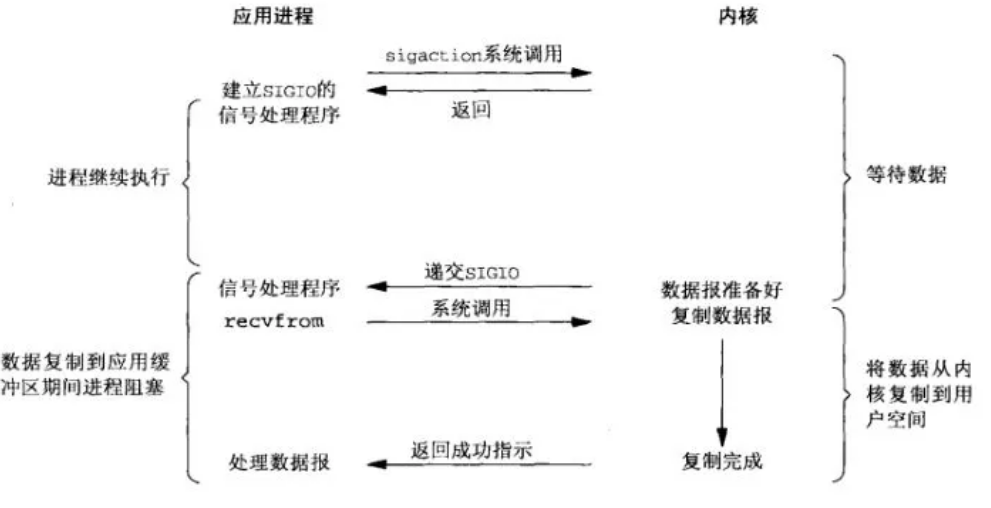 应用进程
内核
sigaction系统调用
建立SIGIO的
信号处理程序
返回
进程继续执行
等待数据
递交SIGIO
信号处理程序
数据报准备好
系统调用
recvfrom
复制数据报
数据复制到应用缓
冲区期间进程阻塞
将数据从内
核复制到用
户空间
返回成功指示
处理数据报
复制完成